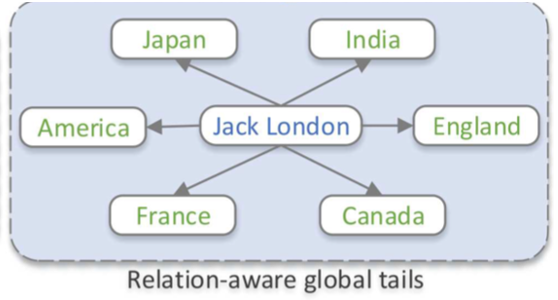 Japan
India
America
Jack London
England
France
Canada
Relation-aware global tails